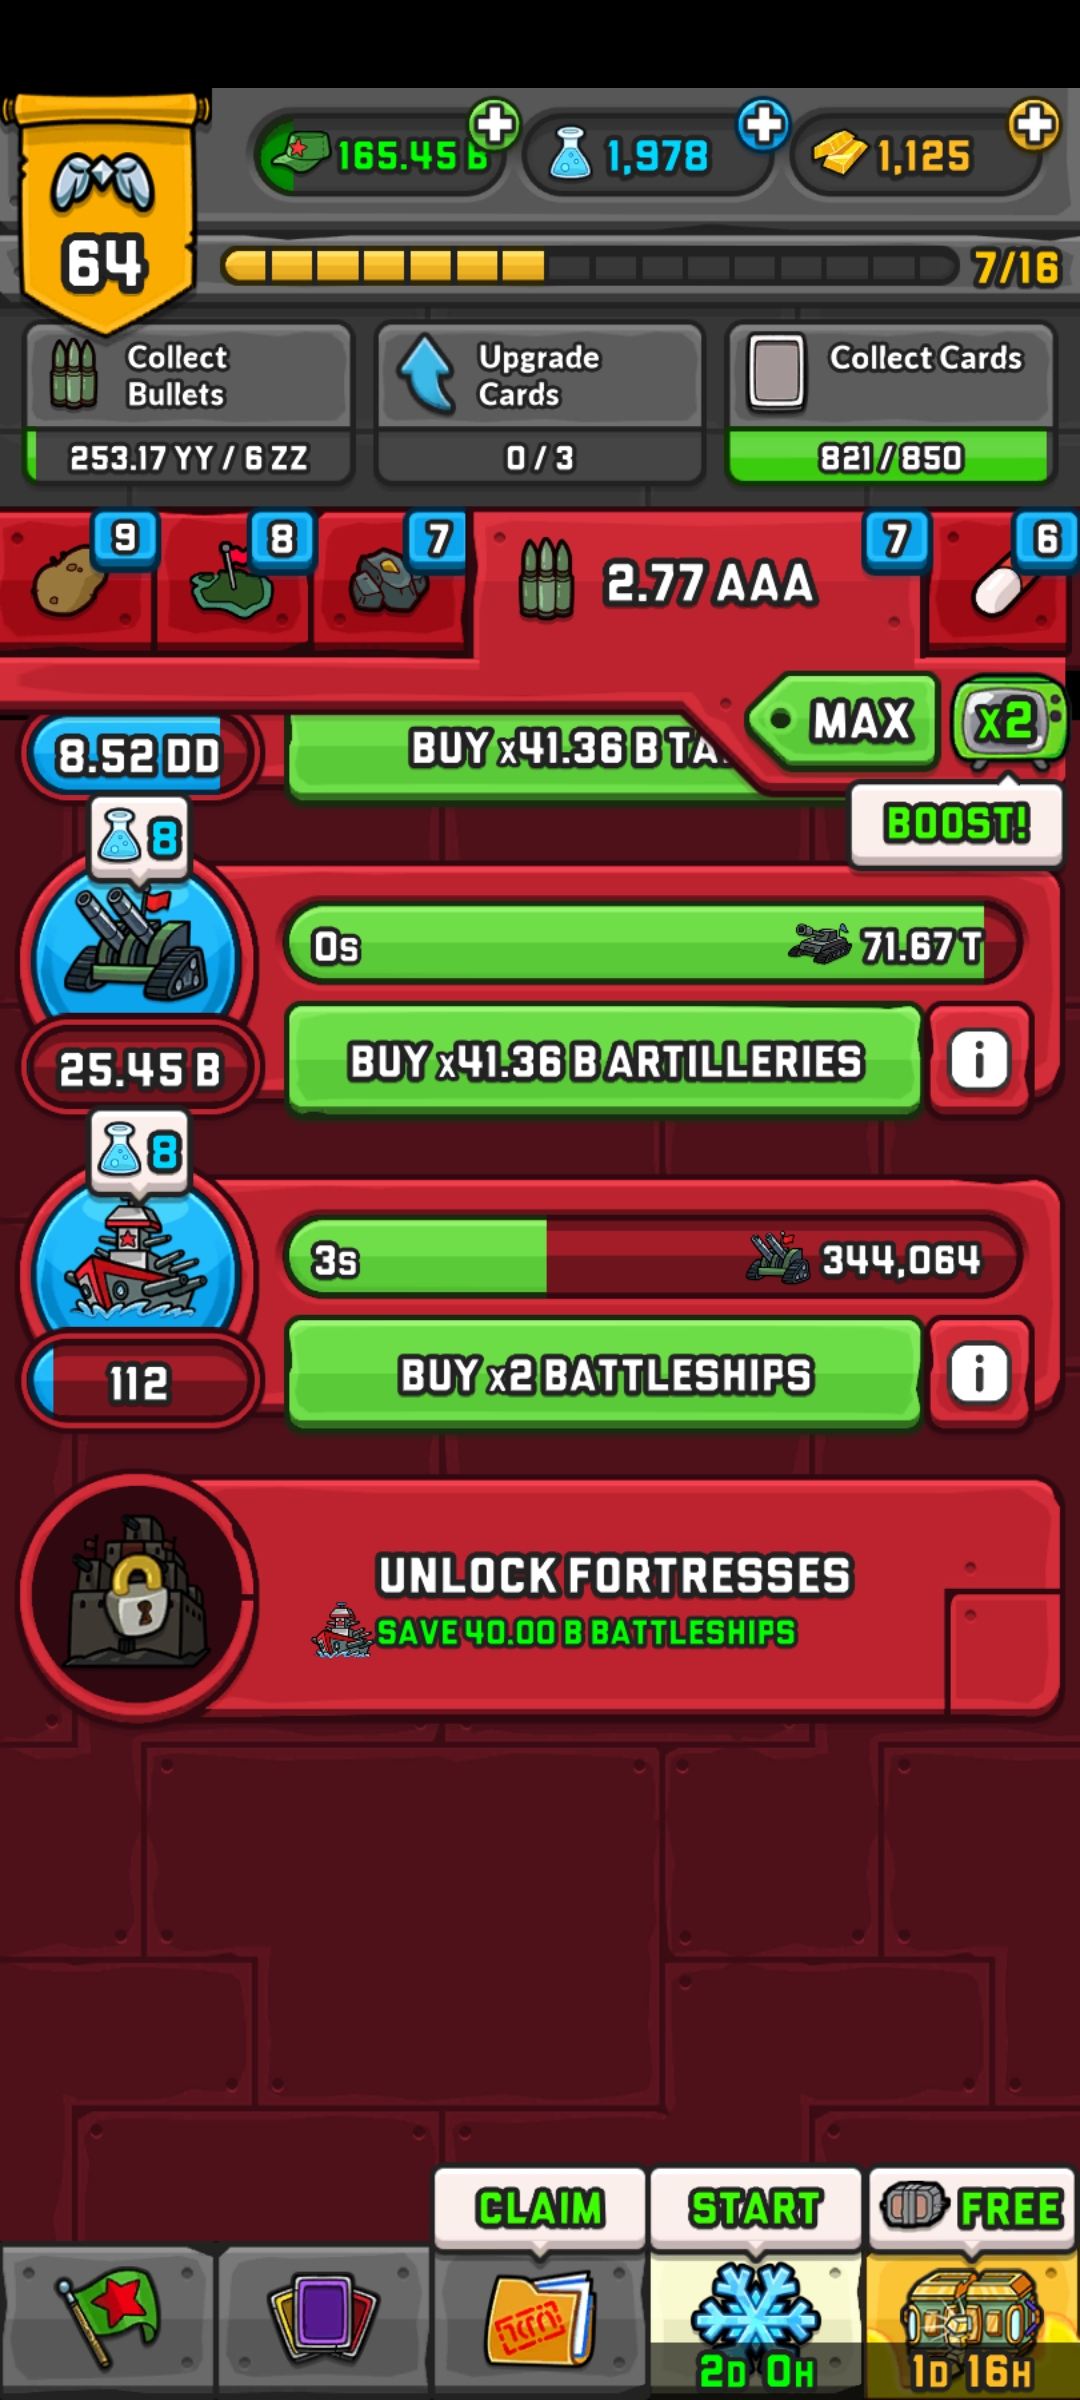 165.45 B
1,978
1,125
64
7/16
Collect
Bullets
Upgrade
Cards
Collect Cards
253.17 YY / 6 ZZ
0 / 3
821 / 850
9
8
7
2.77 AAA
7
6
MAX
x2
8.52 DD
BUY x41.36 B TA
BOOST!
8
0s
71.67 T
25.45 B
BUY x41.36 B ARTILLERIES
i
8
3s
344,064
112
BUY x2 BATTLESHIPS
i
UNLOCK FORTRESSES
SAVE 40.00 B BATTLESHIPS
CLAIM
START
FREE
2D 0H
1D 16H